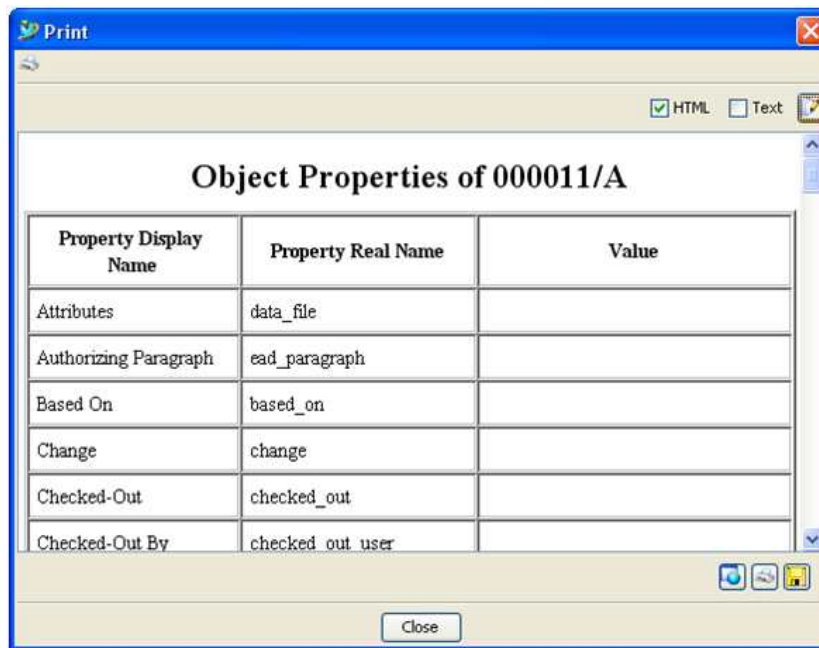 Print
HTML Text
Object Properties of 000011/A
Property Display
Name
Property Real Name
Value
Attributes data_file
Authorizing Paragraph ead_paragraph
Based On based_on
Change change
Checked-Out checked_out
Checked-Out By checked_out_user
Close